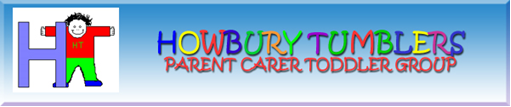 H
HT
HOWBURY TUMBLERS
PARENT CARER TODDLER GROUP